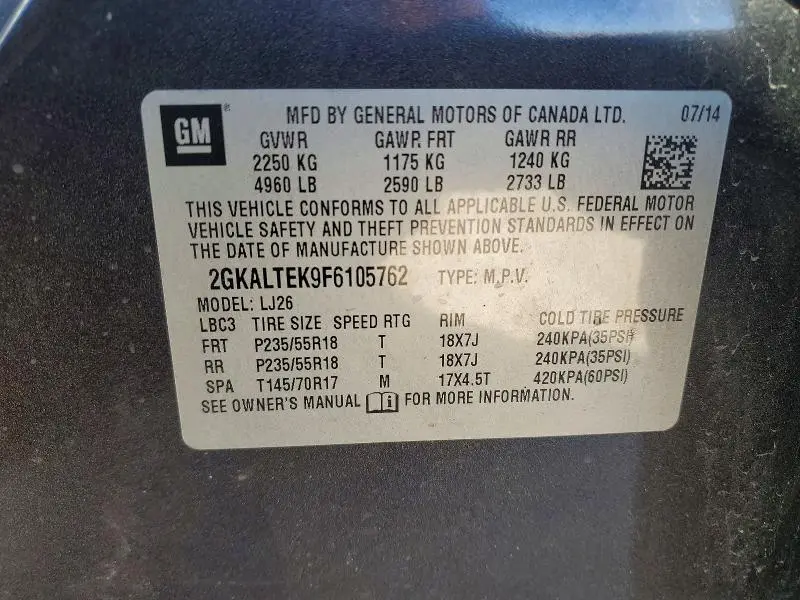 GM ® MFD BY GENERAL MOTORS OF CANADA LTD. 07/14
GVWR GAWR FRT GAWR RR
2250 KG 1175 KG 1240 KG
4960 LB 2590 LB 2733 LB
THIS VEHICLE CONFORMS TO ALL APPLICABLE U.S. FEDERAL MOTOR
VEHICLE SAFETY AND THEFT PREVENTION STANDARDS IN EFFECT ON
THE DATE OF MANUFACTURE SHOWN ABOVE.
2GKALTEK9F6105762 TYPE: M.P.V.
MODEL: LJ26
LBC3 TIRE SIZE SPEED RTG RIM COLD TIRE PRESSURE
FRT P235/55R18 T 18X7J 240KPA(35PSI)
RR P235/55R18 T 18X7J 240KPA(35PSI)
SPA T145/70R17 M 17X4.5T 420KPA(60PSI)
SEE OWNER'S MANUAL i FOR MORE INFORMATION.